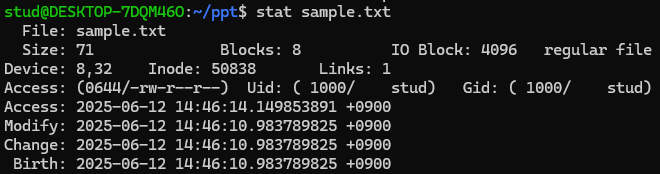 stud@DESKTOP-7DQM46O:~/ppt$ stat sample.txt
  File: sample.txt
  Size: 71              Blocks: 8          IO Block: 4096   regular file
Device: 8,32    Inode: 50838       Links: 1
Access: (0644/-rw-r--r--)  Uid: ( 1000/    stud)   Gid: ( 1000/    stud)
Access: 2025-06-12 14:46:14.149853891 +0900
Modify: 2025-06-12 14:46:10.983789825 +0900
Change: 2025-06-12 14:46:10.983789825 +0900
 Birth: 2025-06-12 14:46:10.983789825 +0900